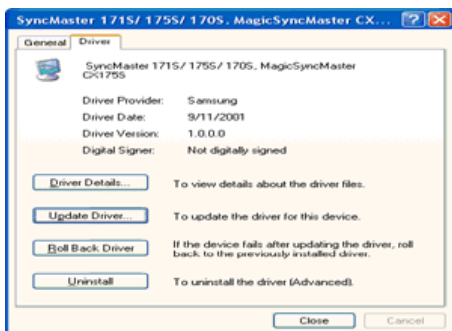 SyncMaster 171S/ 175S/ 170S, MagicSyncMaster CX...
General Driver
SyncMaster 171S/ 175S/ 170S, MagicSyncMaster
CX175S
Driver Provider: Samsung
Driver Date: 9/11/2001
Driver Version: 1.0.0.0
Digital Signer: Not digitally signed
Driver Details... To view details about the driver files.
Update Driver... To update the driver for this device.
Roll Back Driver If the device fails after updating the driver, roll
back to the previously installed driver.
Uninstall To uninstall the driver (Advanced).
Close Cancel